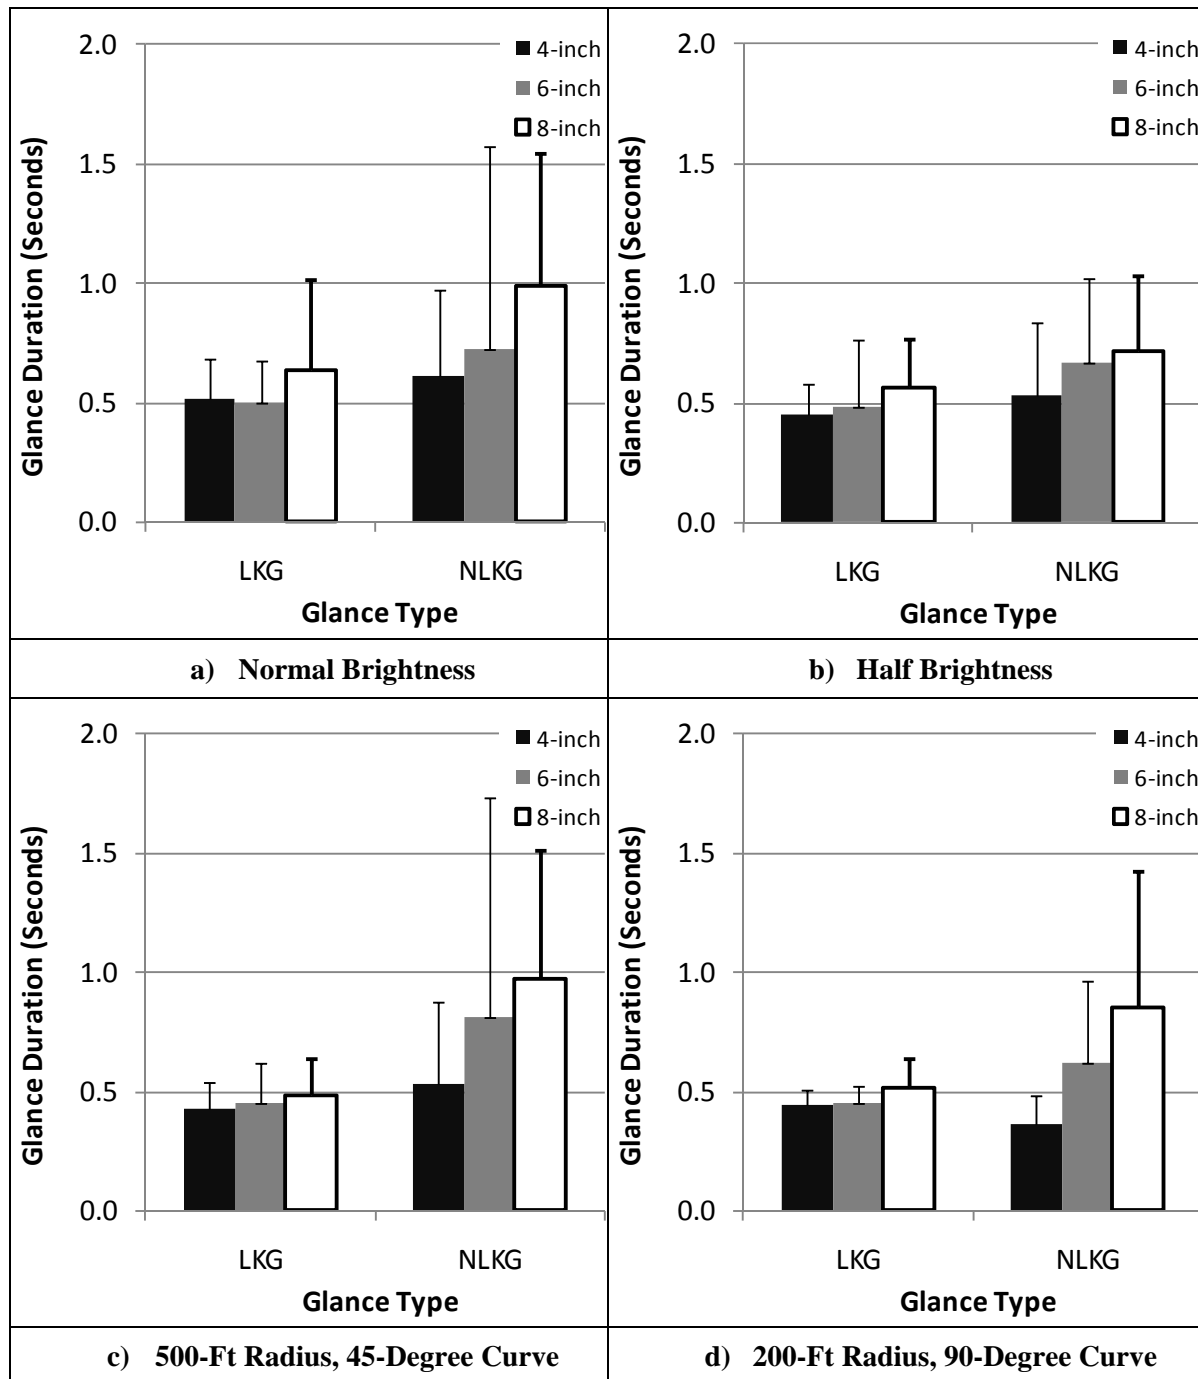 2.0
1.5
1.0
0.5
0.0
Glance Duration (Seconds)
4-inch
6-inch
8-inch
LKG NLKG
Glance Type
a) Normal Brightness
2.0
1.5
1.0
0.5
0.0
Glance Duration (Seconds)
4-inch
6-inch
8-inch
LKG NLKG
Glance Type
b) Half Brightness
2.0
1.5
1.0
0.5
0.0
Glance Duration (Seconds)
4-inch
6-inch
8-inch
LKG NLKG
Glance Type
c) 500-Ft Radius, 45-Degree Curve
2.0
1.5
1.0
0.5
0.0
Glance Duration (Seconds)
4-inch
6-inch
8-inch
LKG NLKG
Glance Type
d) 200-Ft Radius, 90-Degree Curve